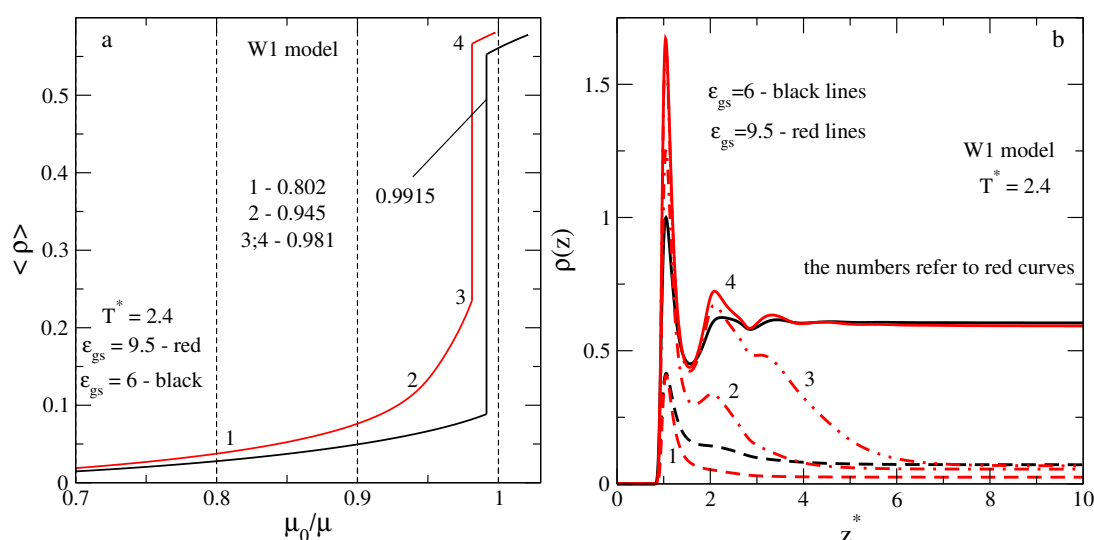 a
W1 model
4
0.9915
1 - 0.802
2 - 0.945
3;4 - 0.981
3
T* = 2.4
ε_gs = 9.5 - red
ε_gs = 6 - black
2
1
0.5
0.4
0.3
0.2
0.1
0
0.7
0.8
0.9
1
< ρ >
μ₀/μ
b
ε_gs=6 - black lines
ε_gs=9.5 - red lines
W1 model
T* = 2.4
the numbers refer to red curves
4
3
2
1
1.5
1
0.5
0
0
2
4
6
8
10
ρ(z)
z*